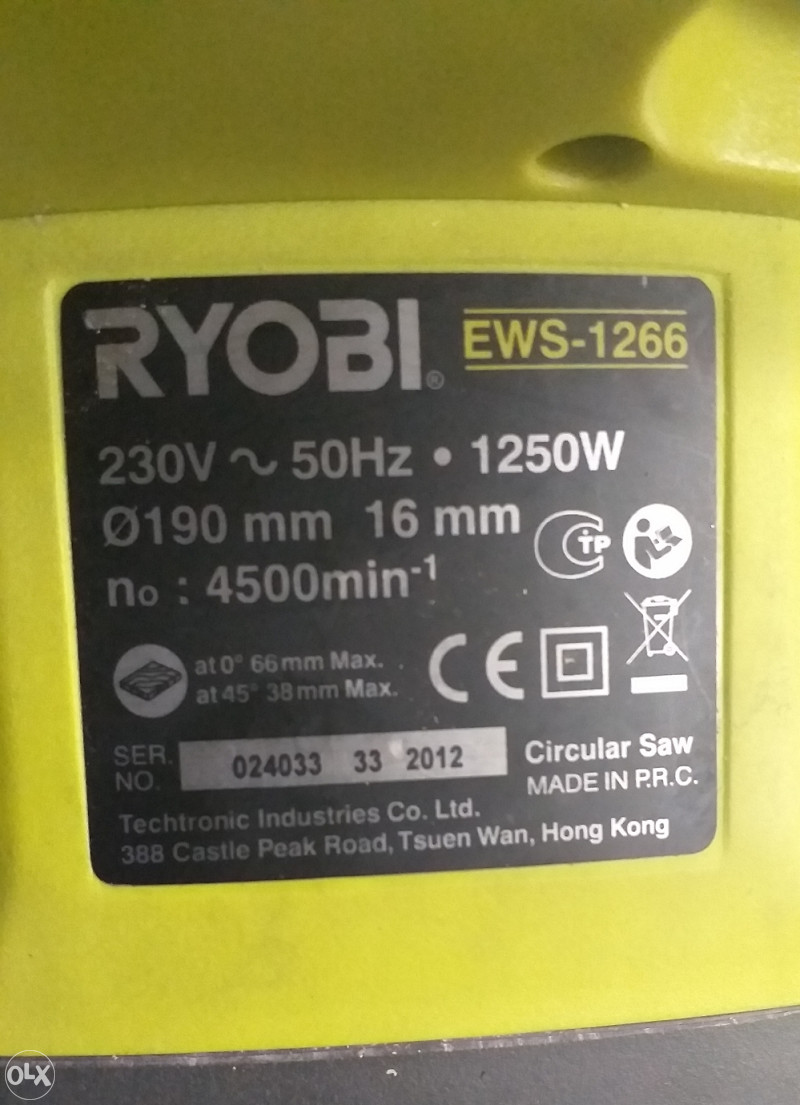 RYOBI® EWS-1266
230V ~ 50Hz • 1250W
Ø190 mm 16 mm
TP
n₀ : 4500min⁻¹
at 0° 66mm Max.
at 45° 38mm Max.
CE
SER. NO. 024033 33 2012
Circular Saw
MADE IN P.R.C.
Techtronic Industries Co. Ltd.
388 Castle Peak Road, Tsuen Wan, Hong Kong
OLX